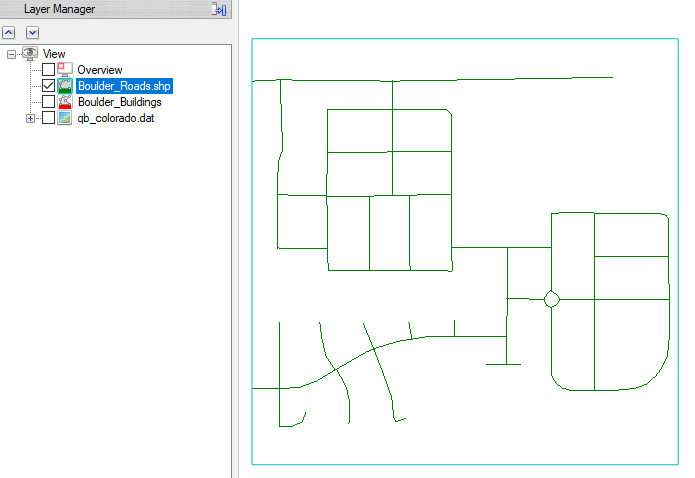 Layer Manager
View
Overview
Boulder_Roads.shp
Boulder_Buildings
qb_colorado.dat